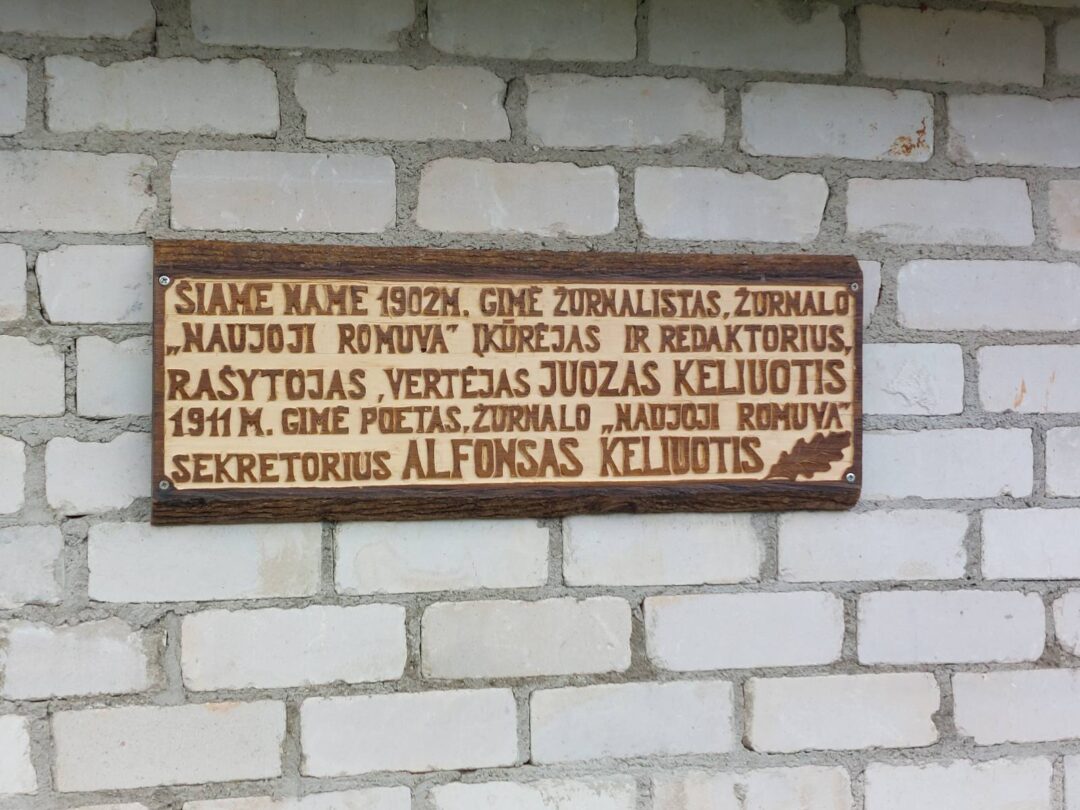 ŠIAME NAME 1902M. GIMĖ ŽURNALISTAS, ŽURNALO
„NAUJOJI ROMUVA" ĮKŪRĖJAS IR REDAKTORIUS,
RAŠYTOJAS, VERTĖJAS JUOZAS KELIUOTIS
1911 M. GIMĖ POETAS, ŽURNALO „NAUJOJI ROMUVA"
SEKRETORIUS ALFONSAS KELIUOTIS